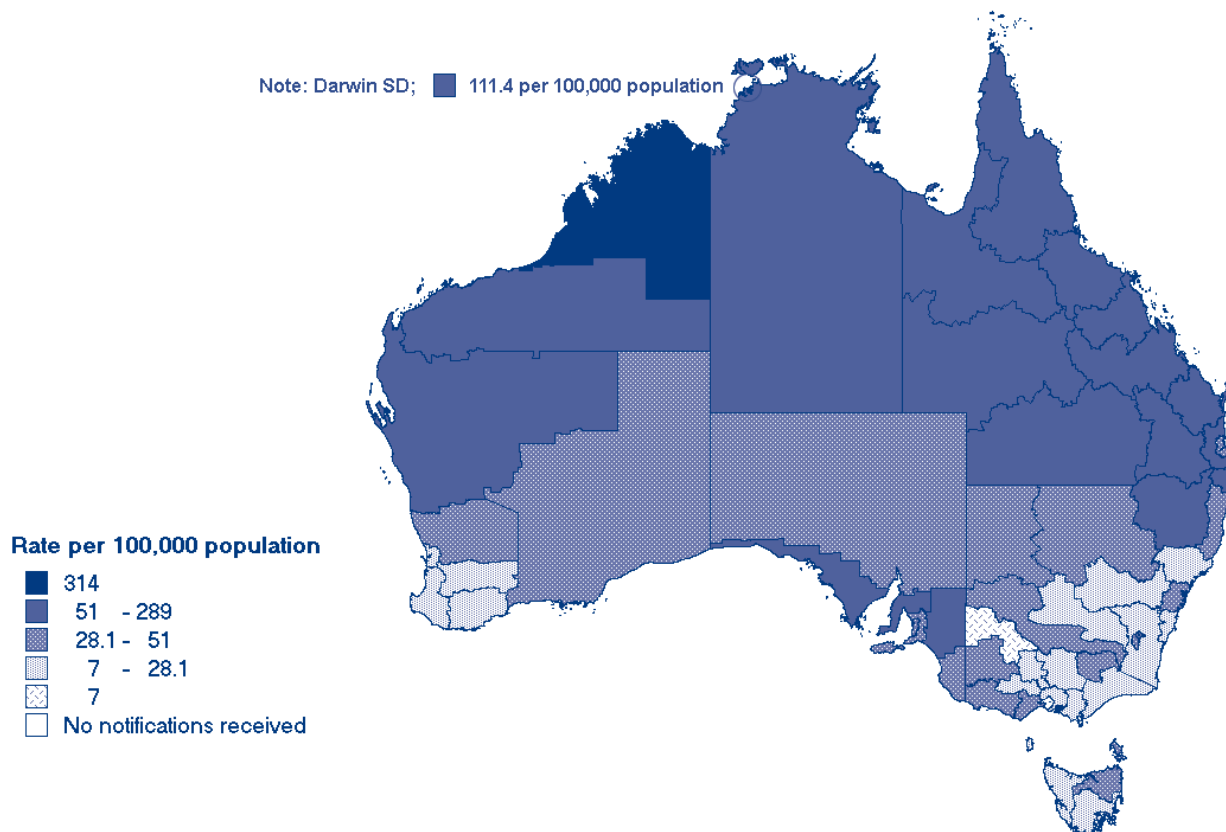 Note: Darwin SD; 111.4 per 100,000 population
Rate per 100,000 population
314
51 - 289
28.1 - 51
7 - 28.1
7
No notifications received